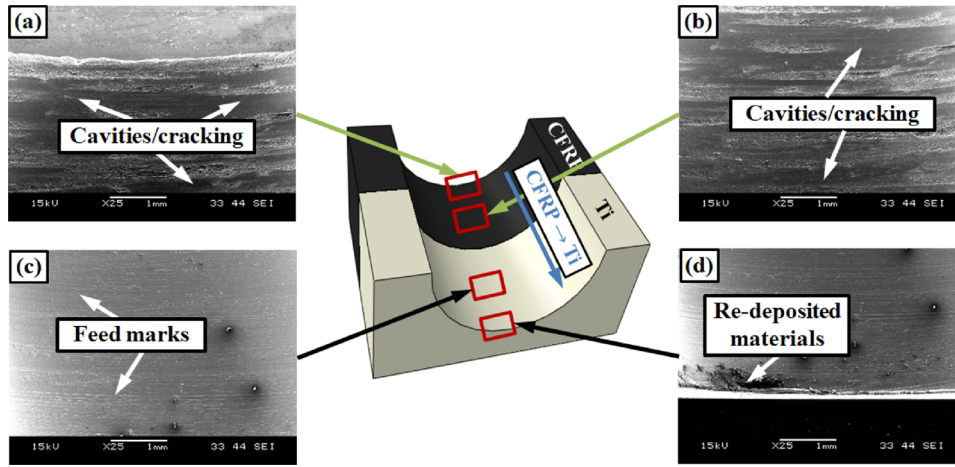 (a)
Cavities/cracking
15kV X25 1mm 33 44 SEI
(b)
Cavities/cracking
15kV X25 1mm 33 44 SEI
CFRP
Ti
CFRP → Ti
(c)
Feed marks
15kV X25 1mm 33 44 SEI
(d)
Re-deposited
materials
15kV X25 1mm 33 44 SEI